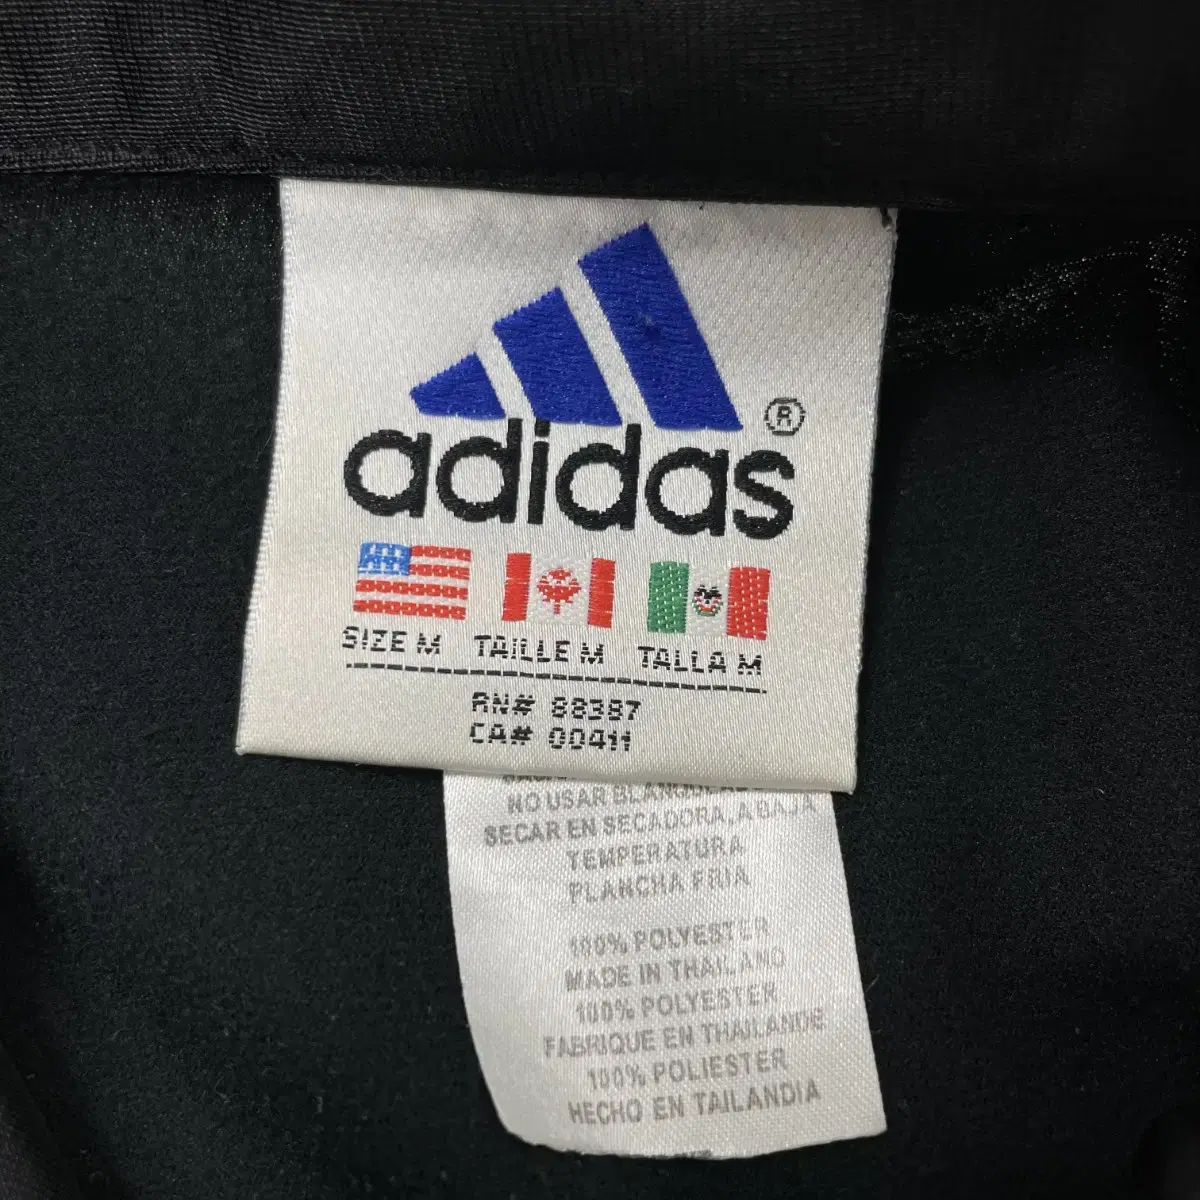 adidas ®
SIZE M TAILLE M TALLA M
RN# 88387
CA# 00411
NO USAR BLANQUEADOR
SECAR EN SECADORA, A BAJA
TEMPERATURA
PLANCHA FRIA
100% POLYESTER
MADE IN THAILAND
100% POLYESTER
FABRIQUE EN THAILANDE
100% POLIESTER
HECHO EN TAILANDIA